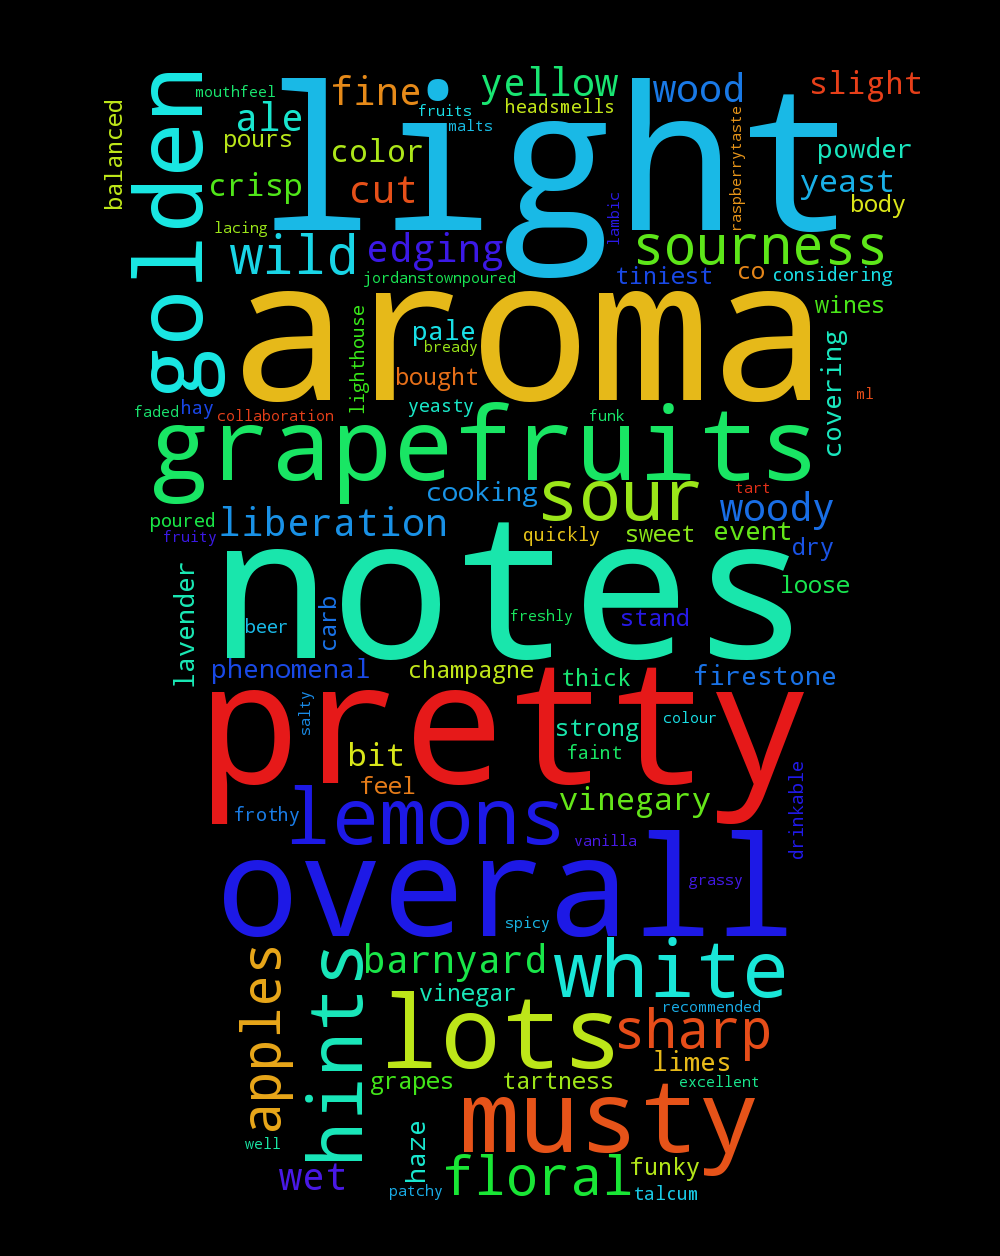 light
golden
mouthfeel
fine
yellow
wood
slight
balanced
ale
fruits
headsmells
malts
raspberrytaste
pours
color
powder
crisp
cut
yeast
body
lacing
lambic
wild
edging
sourness
jordanstownpoured
tiniest
co
considering
aroma
wines
lighthouse
pale
bready
covering
bought
ml
faded
hay
collaboration
yeasty
funk
grapefruits
cooking
sour
tart
woody
poured
liberation
fruity
quickly
sweet
event
dry
notes
lavender
loose
carb
beer
freshly
stand
phenomenal
champagne
thick
firestone
pretty
salty
strong
colour
bit
faint
feel
drinkable
lemons
vinegary
frothy
vanilla
overall
grassy
spicy
apples
hints
barnyard
white
vinegar
recommended
lots
sharp
limes
grapes
tartness
excellent
musty
well
haze
wet
floral
funky
patchy
talcum